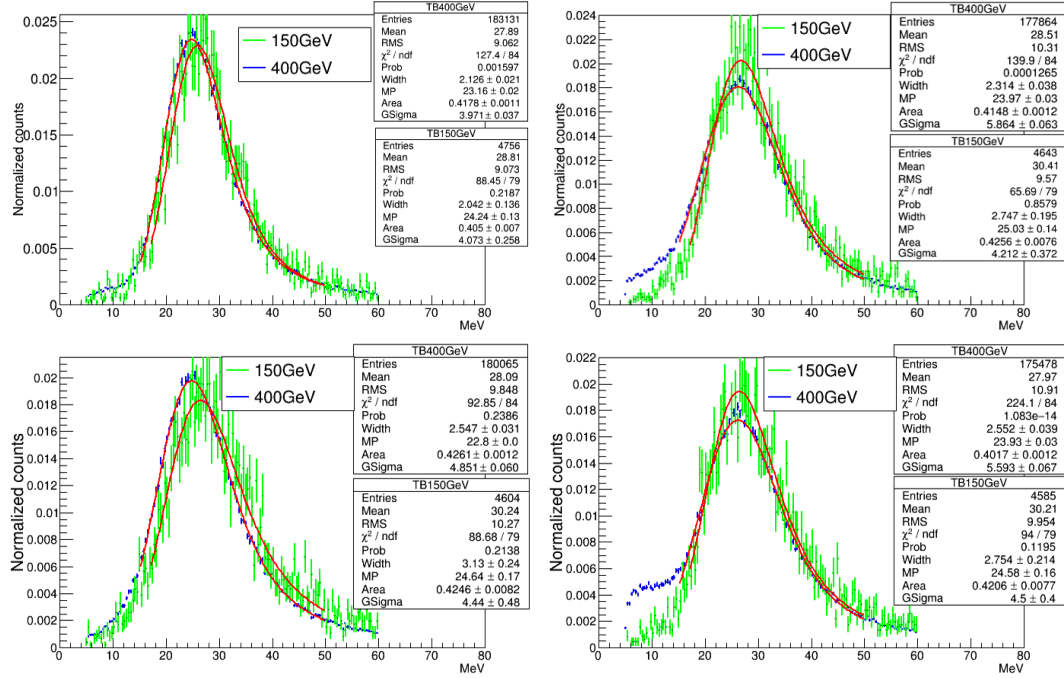 TB400GeV
Entries 183131
Mean 27.89
RMS 9.062
χ² / ndf 127.4 / 84
Prob 0.001597
Width 2.126 ± 0.021
MP 23.16 ± 0.02
Area 0.4178 ± 0.0011
GSigma 3.971 ± 0.037
TB150GeV
Entries 4756
Mean 28.81
RMS 9.073
χ² / ndf 88.45 / 79
Prob 0.2187
Width 2.042 ± 0.136
MP 24.24 ± 0.13
Area 0.405 ± 0.007
GSigma 4.073 ± 0.258
150GeV
400GeV
Normalized counts
0.025
0.02
0.015
0.01
0.005
0
0 10 20 30 40 50 60 70 80
MeV
TB400GeV
Entries 177864
Mean 28.51
RMS 10.31
χ² / ndf 139.9 / 84
Prob 0.0001265
Width 2.314 ± 0.038
MP 23.97 ± 0.03
Area 0.4148 ± 0.0012
GSigma 5.864 ± 0.063
TB150GeV
Entries 4643
Mean 30.41
RMS 9.57
χ² / ndf 65.69 / 79
Prob 0.8579
Width 2.747 ± 0.195
MP 25.03 ± 0.14
Area 0.4256 ± 0.0076
GSigma 4.212 ± 0.372
150GeV
400GeV
Normalized counts
0.024
0.022
0.02
0.018
0.016
0.014
0.012
0.01
0.008
0.006
0.004
0.002
0
0 10 20 30 40 50 60 70 80
MeV
TB400GeV
Entries 180065
Mean 28.09
RMS 9.848
χ² / ndf 92.85 / 84
Prob 0.2386
Width 2.547 ± 0.031
MP 22.8 ± 0.0
Area 0.4261 ± 0.0012
GSigma 4.851 ± 0.060
TB150GeV
Entries 4604
Mean 30.24
RMS 10.27
χ² / ndf 88.68 / 79
Prob 0.2138
Width 3.13 ± 0.24
MP 24.64 ± 0.17
Area 0.4246 ± 0.0082
GSigma 4.44 ± 0.48
150GeV
400GeV
Normalized counts
0.02
0.018
0.016
0.014
0.012
0.01
0.008
0.006
0.004
0.002
0
0 10 20 30 40 50 60 70 80
MeV
TB400GeV
Entries 175478
Mean 27.97
RMS 10.91
χ² / ndf 224.1 / 84
Prob 1.083e−14
Width 2.552 ± 0.039
MP 23.93 ± 0.03
Area 0.4017 ± 0.0012
GSigma 5.593 ± 0.067
TB150GeV
Entries 4585
Mean 30.21
RMS 9.954
χ² / ndf 94 / 79
Prob 0.1195
Width 2.754 ± 0.214
MP 24.58 ± 0.16
Area 0.4206 ± 0.0077
GSigma 4.5 ± 0.4
150GeV
400GeV
Normalized counts
0.022
0.02
0.018
0.016
0.014
0.012
0.01
0.008
0.006
0.004
0.002
0
0 10 20 30 40 50 60 70 80
MeV